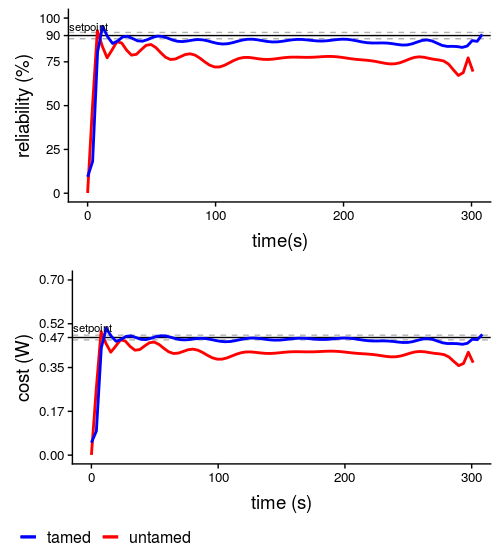 100
setpoint
90
75
50
25
0
reliability (%)
0 100 200 300
time(s)
0.70
0.52
setpoint
0.47
0.35
0.17
0.00
cost (W)
0 100 200 300
time (s)
tamed untamed